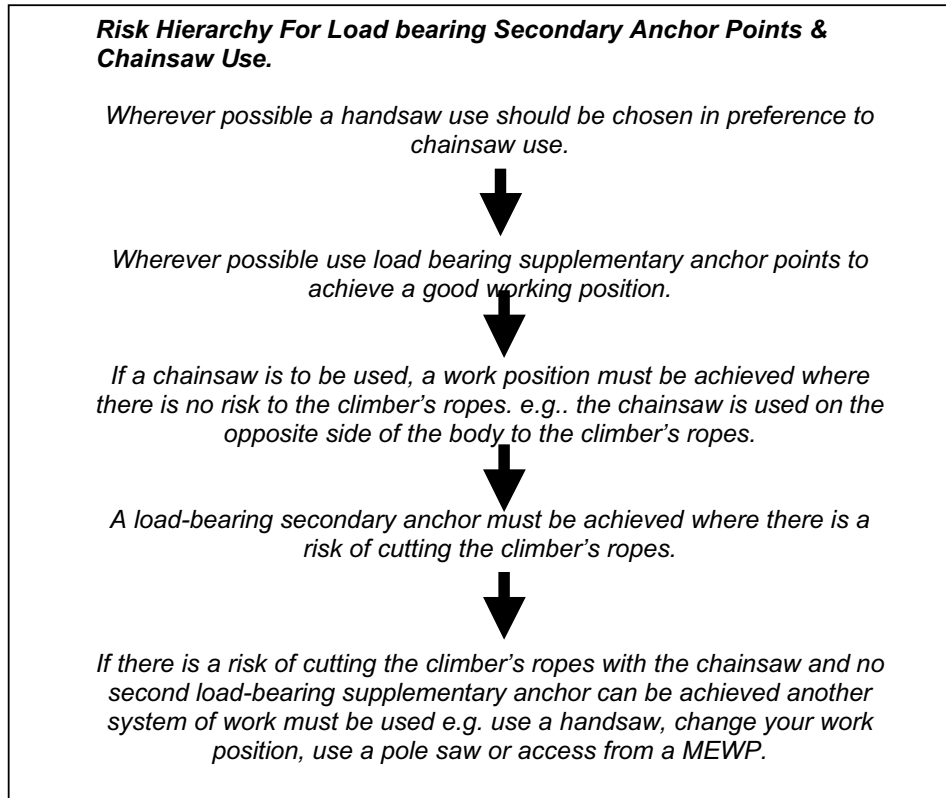 Risk Hierarchy For Load bearing Secondary Anchor Points &
Chainsaw Use.
Wherever possible a handsaw use should be chosen in preference to
chainsaw use.
Wherever possible use load bearing supplementary anchor points to
achieve a good working position.
If a chainsaw is to be used, a work position must be achieved where
there is no risk to the climber’s ropes. e.g.. the chainsaw is used on the
opposite side of the body to the climber’s ropes.
A load-bearing secondary anchor must be achieved where there is a
risk of cutting the climber’s ropes.
If there is a risk of cutting the climber’s ropes with the chainsaw and no
second load-bearing supplementary anchor can be achieved another
system of work must be used e.g. use a handsaw, change your work
position, use a pole saw or access from a MEWP.